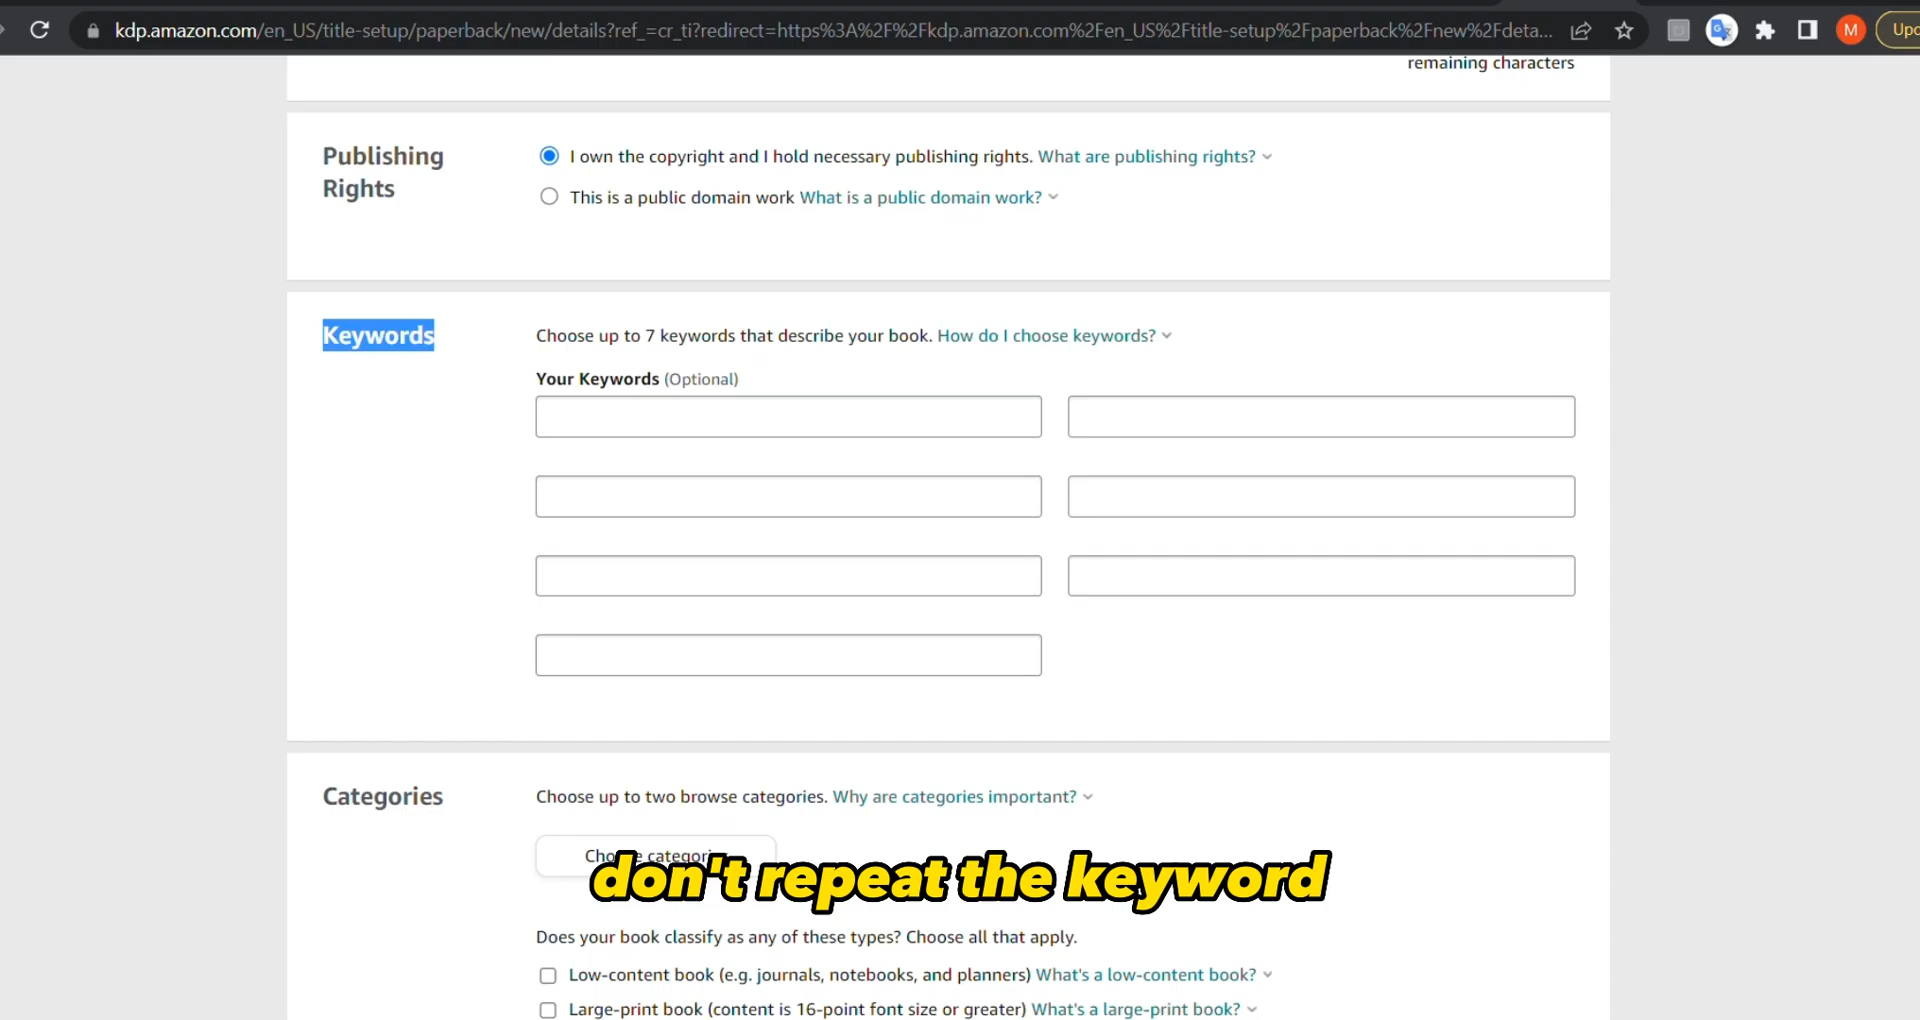 kdp.amazon.com/en_US/title-setup/paperback/new/details?ref_=cr_ti?redirect=https%3A%2F%2Fkdp.amazon.com%2Fen_US%2Ftitle-setup%2Fpaperback%2Fnew%2Fdeta...
M
remaining characters
Publishing
Rights
I own the copyright and I hold necessary publishing rights. What are publishing rights?
This is a public domain work What is a public domain work?
Keywords
Choose up to 7 keywords that describe your book. How do I choose keywords?
Your Keywords (Optional)
Categories
Choose up to two browse categories. Why are categories important?
don't repeat the keyword
Does your book classify as any of these types? Choose all that apply.
Low-content book (e.g. journals, notebooks, and planners) What's a low-content book?
Large-print book (content is 16-point font size or greater) What's a large-print book?